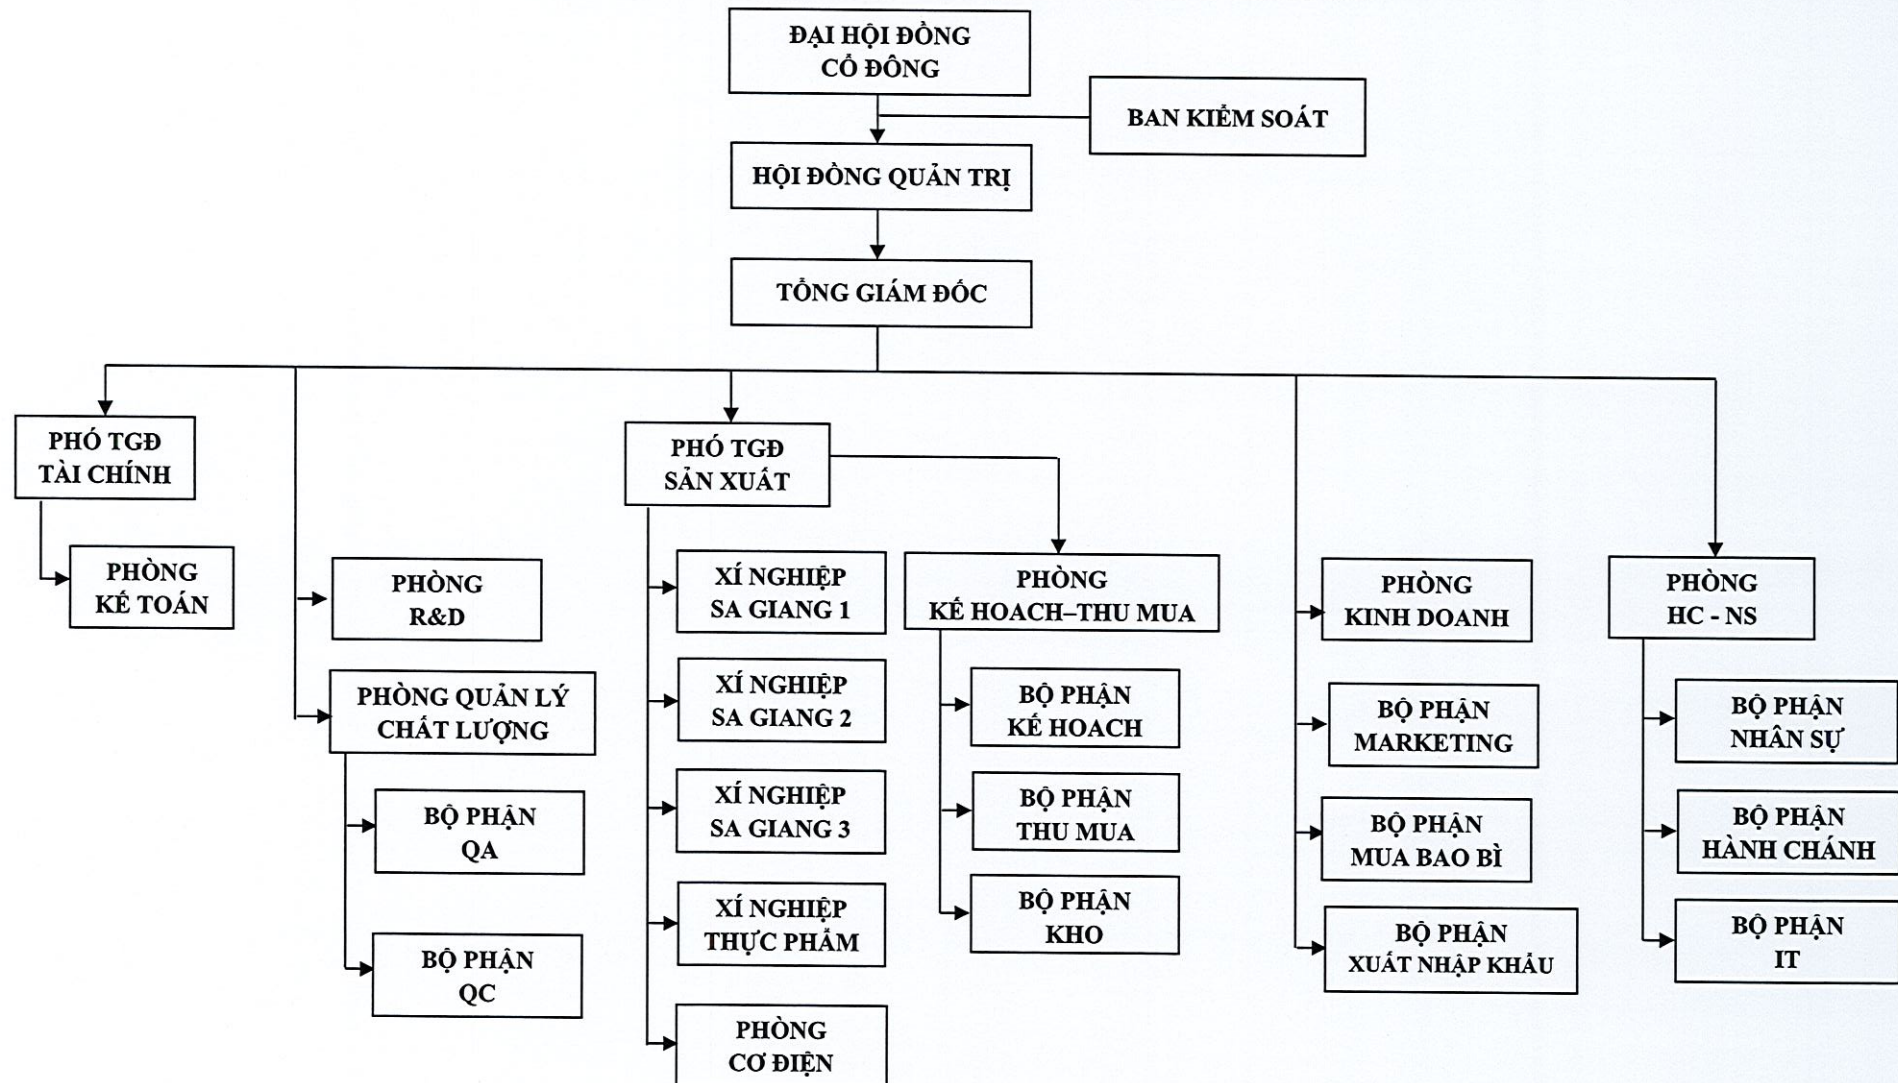 ĐẠI HỘI ĐỒNG
CỔ ĐÔNG
BAN KIỂM SOÁT
HỘI ĐỒNG QUẢN TRỊ
TỔNG GIÁM ĐỐC
PHÓ TGĐ
TÀI CHÍNH
PHÒNG
KẾ TOÁN
PHÒNG
R&D
PHÒNG QUẢN LÝ
CHẤT LƯỢNG
BỘ PHẬN
QA
BỘ PHẬN
QC
PHÓ TGĐ
SẢN XUẤT
XÍ NGHIỆP
SA GIANG 1
XÍ NGHIỆP
SA GIANG 2
XÍ NGHIỆP
SA GIANG 3
XÍ NGHIỆP
THỰC PHẨM
PHÒNG
CƠ ĐIỆN
PHÒNG
KẾ HOẠCH–THU MUA
BỘ PHẬN
KẾ HOẠCH
BỘ PHẬN
THU MUA
BỘ PHẬN
KHO
PHÒNG
KINH DOANH
BỘ PHẬN
MARKETING
BỘ PHẬN
MUA BAO BÌ
BỘ PHẬN
XUẤT NHẬP KHẨU
PHÒNG
HC - NS
BỘ PHẬN
NHÂN SỰ
BỘ PHẬN
HÀNH CHÁNH
BỘ PHẬN
IT